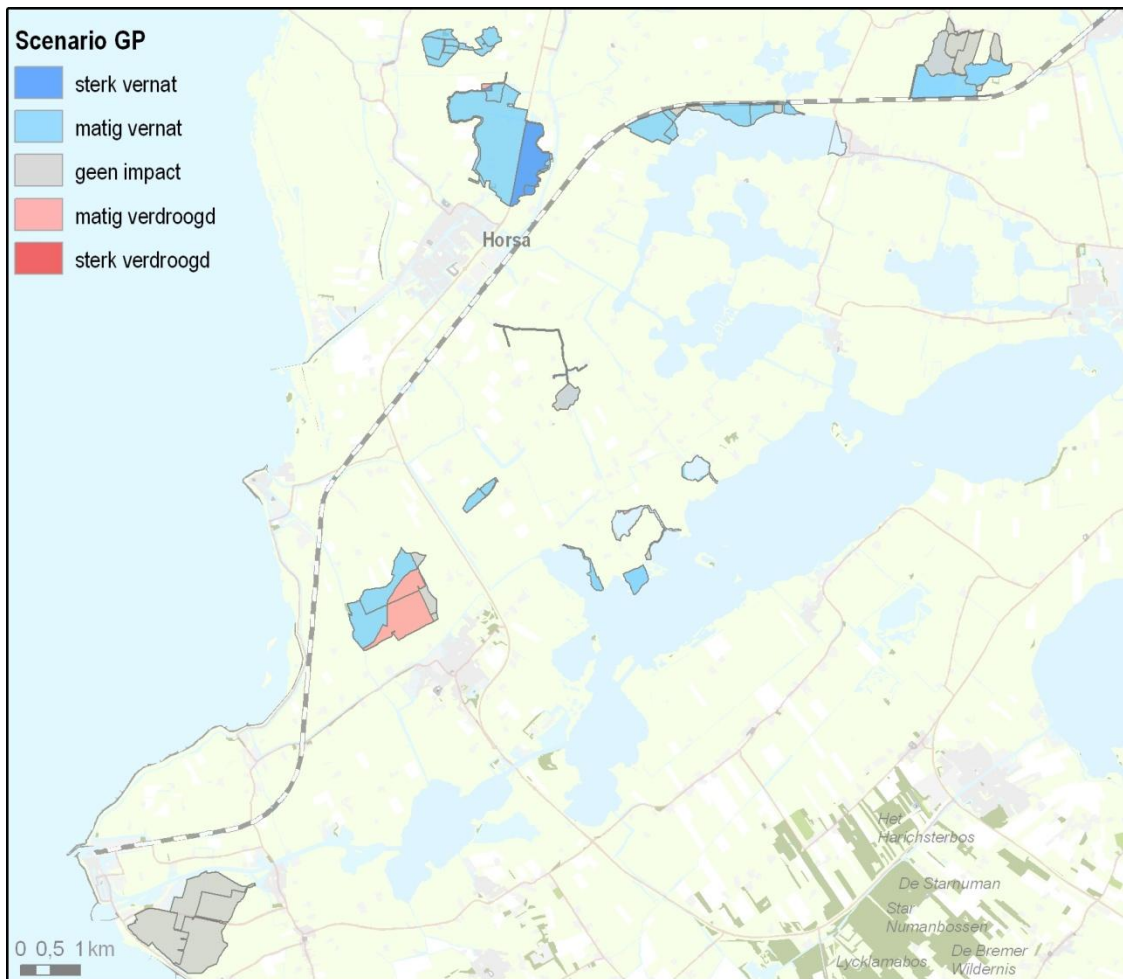 Scenario GP
sterk vernat
matig vernat
geen impact
matig verdroogd
sterk verdroogd
Horsa
Het
Harichsterbos
De Starnuman
Star
Numanbossen
De Bremer
Wildernis
Lycklamabos
0 0,5 1 km